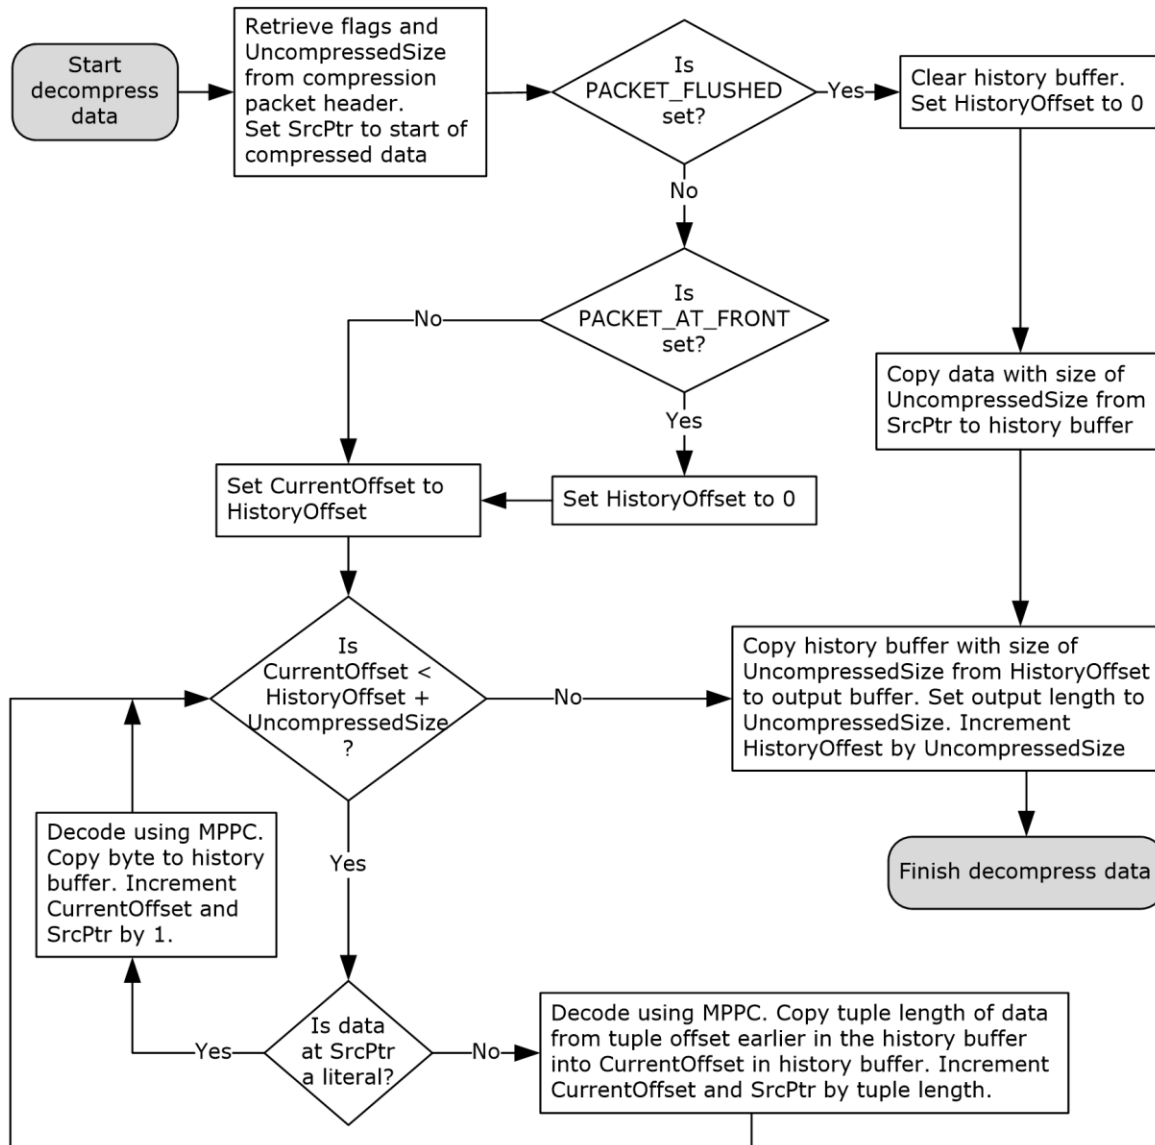 Start
decompress
data
Retrieve flags and
UncompressedSize
from compression
packet header.
Set SrcPtr to start of
compressed data
Is
PACKET_FLUSHED
set?
Yes
Clear history buffer.
Set HistoryOffset to 0
No
Is
PACKET_AT_FRONT
set?
No
Yes
Copy data with size of
UncompressedSize from
SrcPtr to history buffer
Set CurrentOffset to
HistoryOffset
Set HistoryOffset to 0
Is
CurrentOffset <
HistoryOffset +
UncompressedSize
?
No
Copy history buffer with size of
UncompressedSize from HistoryOffset
to output buffer. Set output length to
UncompressedSize. Increment
HistoryOffest by UncompressedSize
Decode using MPPC.
Copy byte to history
buffer. Increment
CurrentOffset and
SrcPtr by 1.
Yes
Finish decompress data
Is data
at SrcPtr
a literal?
Yes
No
Decode using MPPC. Copy tuple length of data
from tuple offset earlier in the history buffer
into CurrentOffset in history buffer. Increment
CurrentOffset and SrcPtr by tuple length.